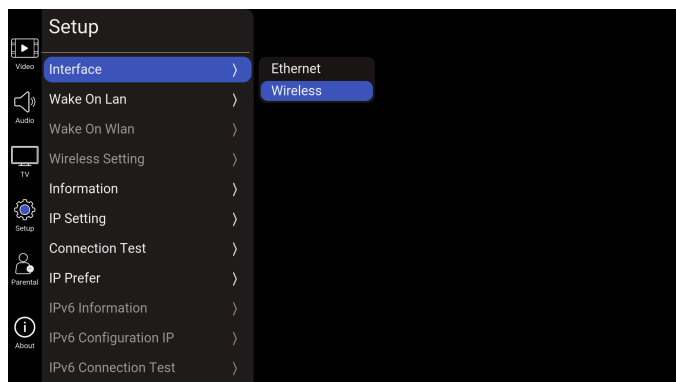 Setup
Video
Audio
TV
Setup
Parental
About
Interface
Wake On Lan
Wake On Wlan
Wireless Setting
Information
IP Setting
Connection Test
IP Prefer
IPv6 Information
IPv6 Configuration IP
IPv6 Connection Test
Ethernet
Wireless